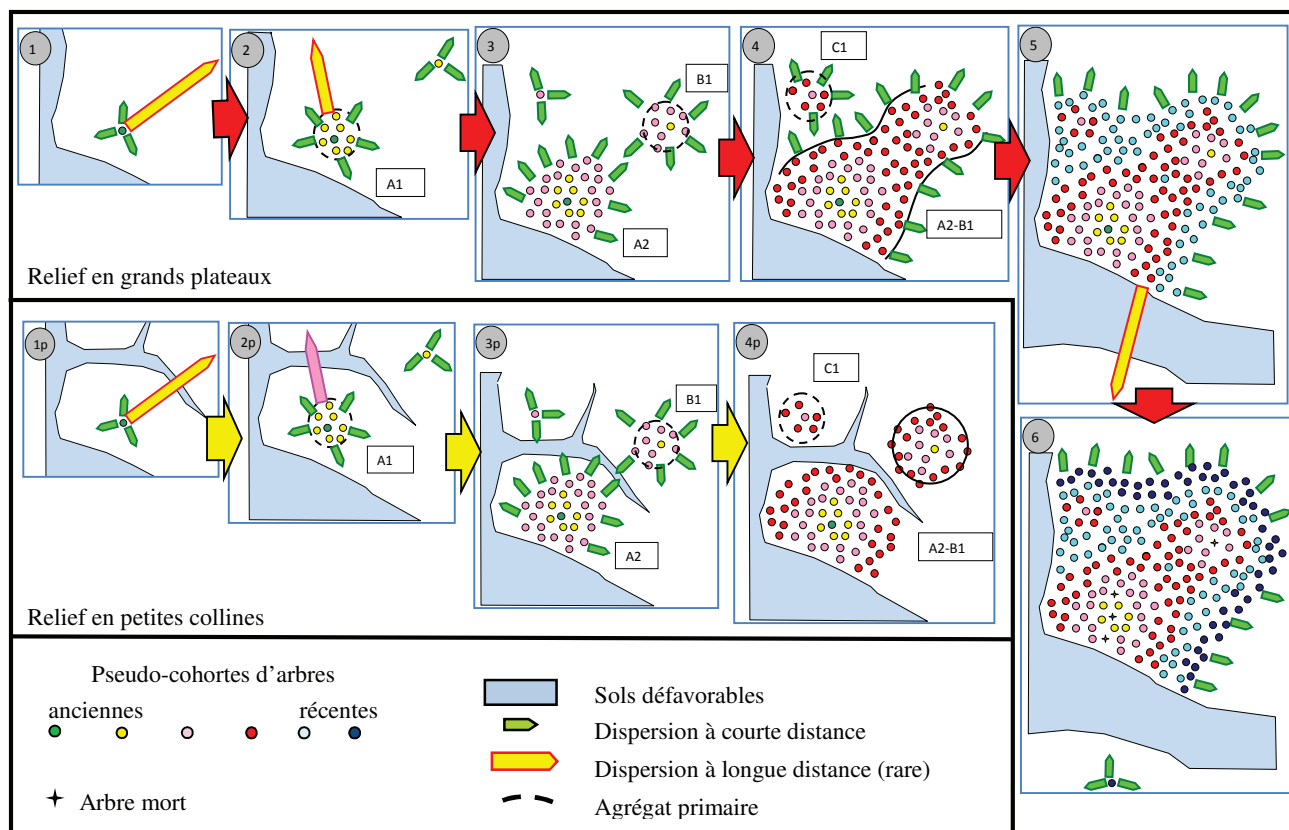 1
2
A1
3
B1
A2
4
C1
A2-B1
5
Relief en grands plateaux
1p
2p
A1
3p
B1
A2
4p
C1
A2-B1
6
Relief en petites collines
Pseudo-cohortes d’arbres
anciennes récentes
Arbre mort
Sols défavorables
Dispersion à courte distance
Dispersion à longue distance (rare)
Agrégat primaire